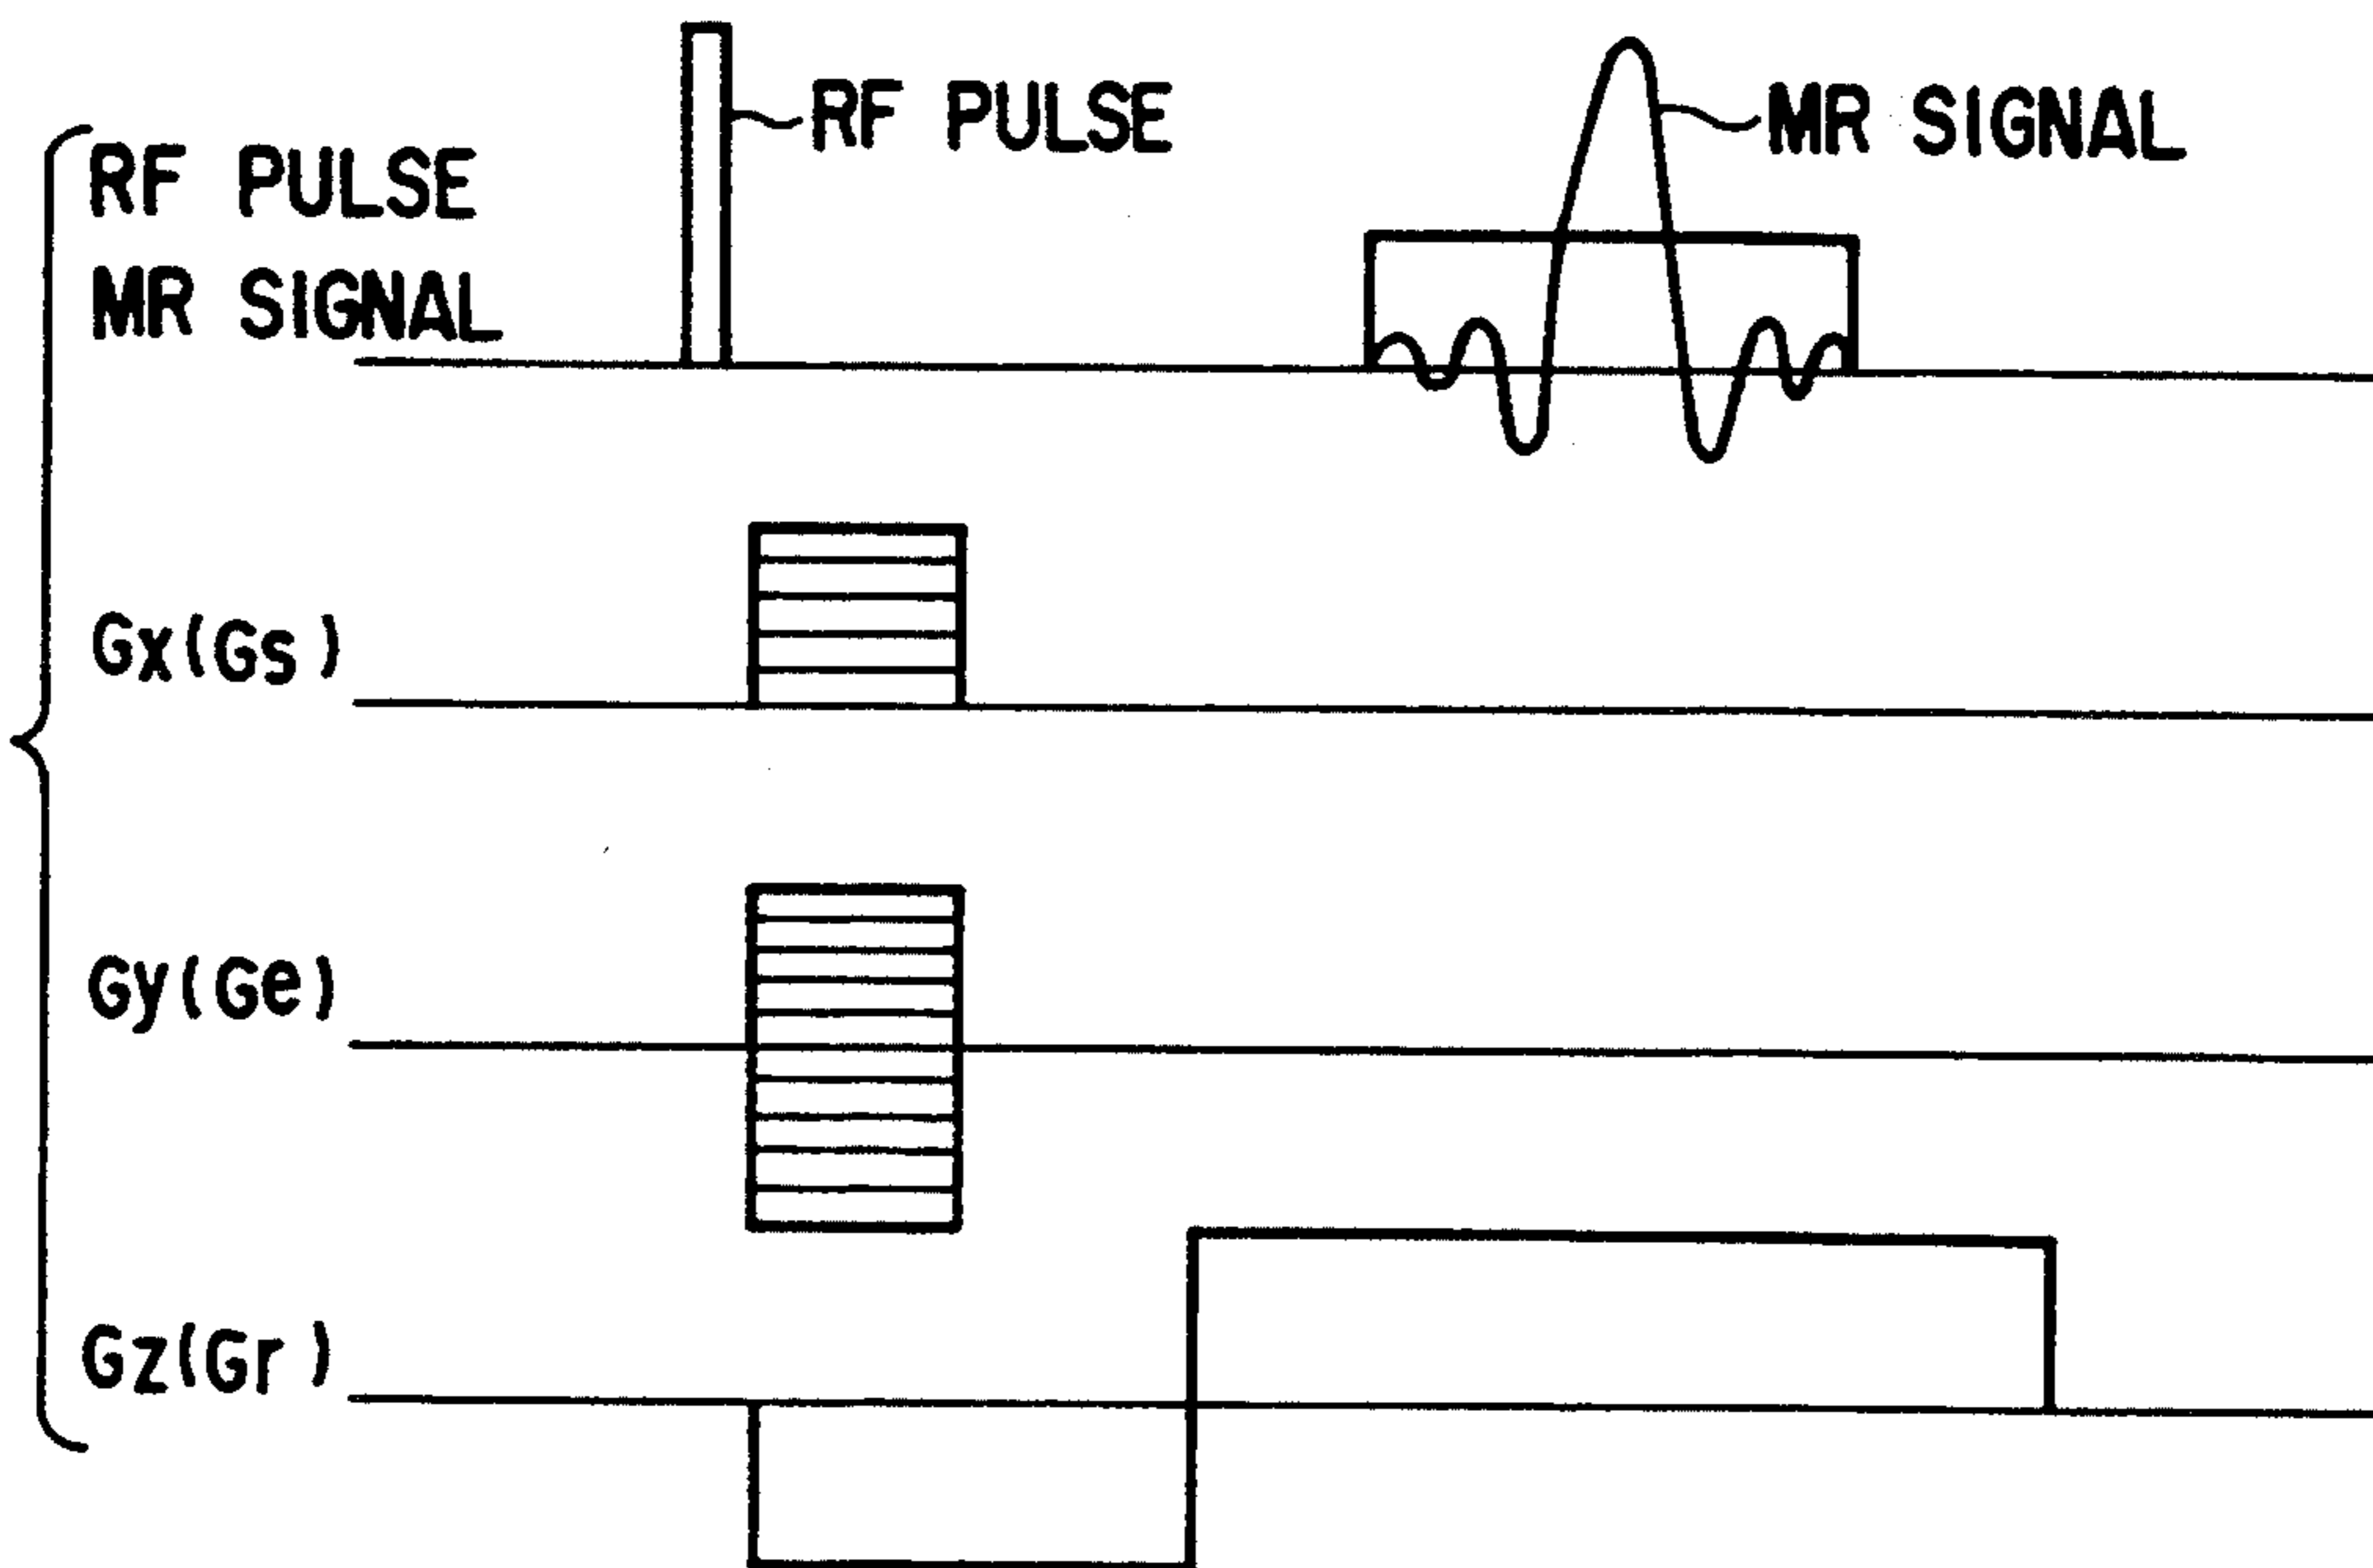 RF PULSE
MR SIGNAL
RF PULSE
MR SIGNAL
Gx(Gs)
Gy(Ge)
Gz(Gr)